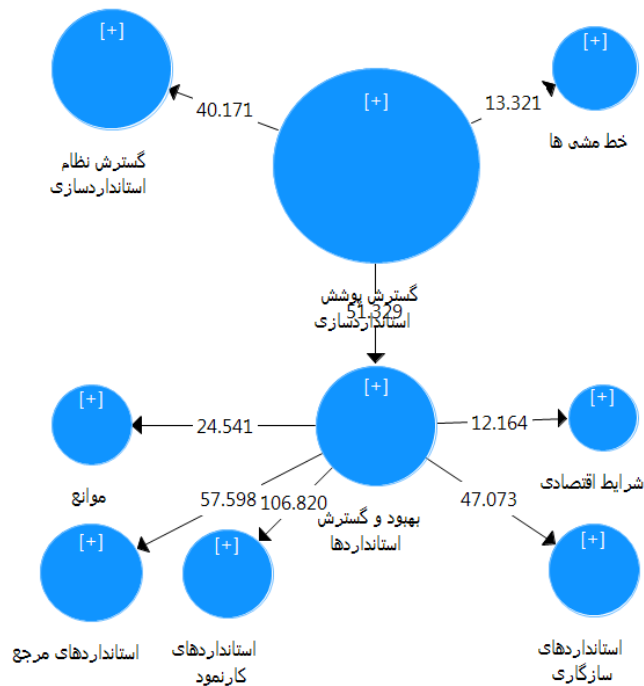 [+]
گسترش نظام
استانداردسازی
40.171
[+]
13.321
[+]
خط مشی ها
گسترش پوشش
استانداردسازی
51.329
[+]
بهبود و گسترش
استانداردها
24.541
[+]
موانع
12.164
[+]
شرایط اقتصادی
57.598
106.820
47.073
[+]
استانداردهای مرجع
[+]
استانداردهای
کارنمود
[+]
استانداردهای
سازگاری